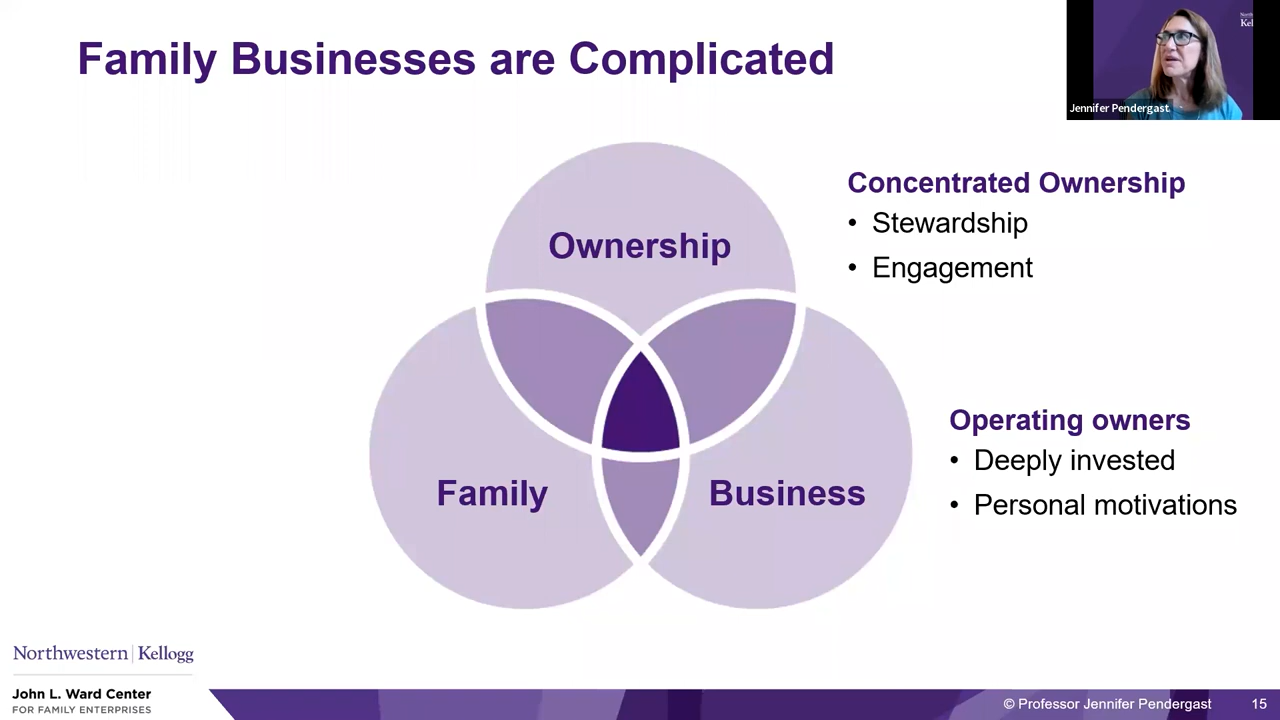 Family Businesses are Complicated
Jennifer Pendergast
Ownership
Concentrated Ownership
• Stewardship
• Engagement
Family
Business
Operating owners
• Deeply invested
• Personal motivations
Northwestern | Kellogg
John L. Ward Center
FOR FAMILY ENTERPRISES
© Professor Jennifer Pendergast
15